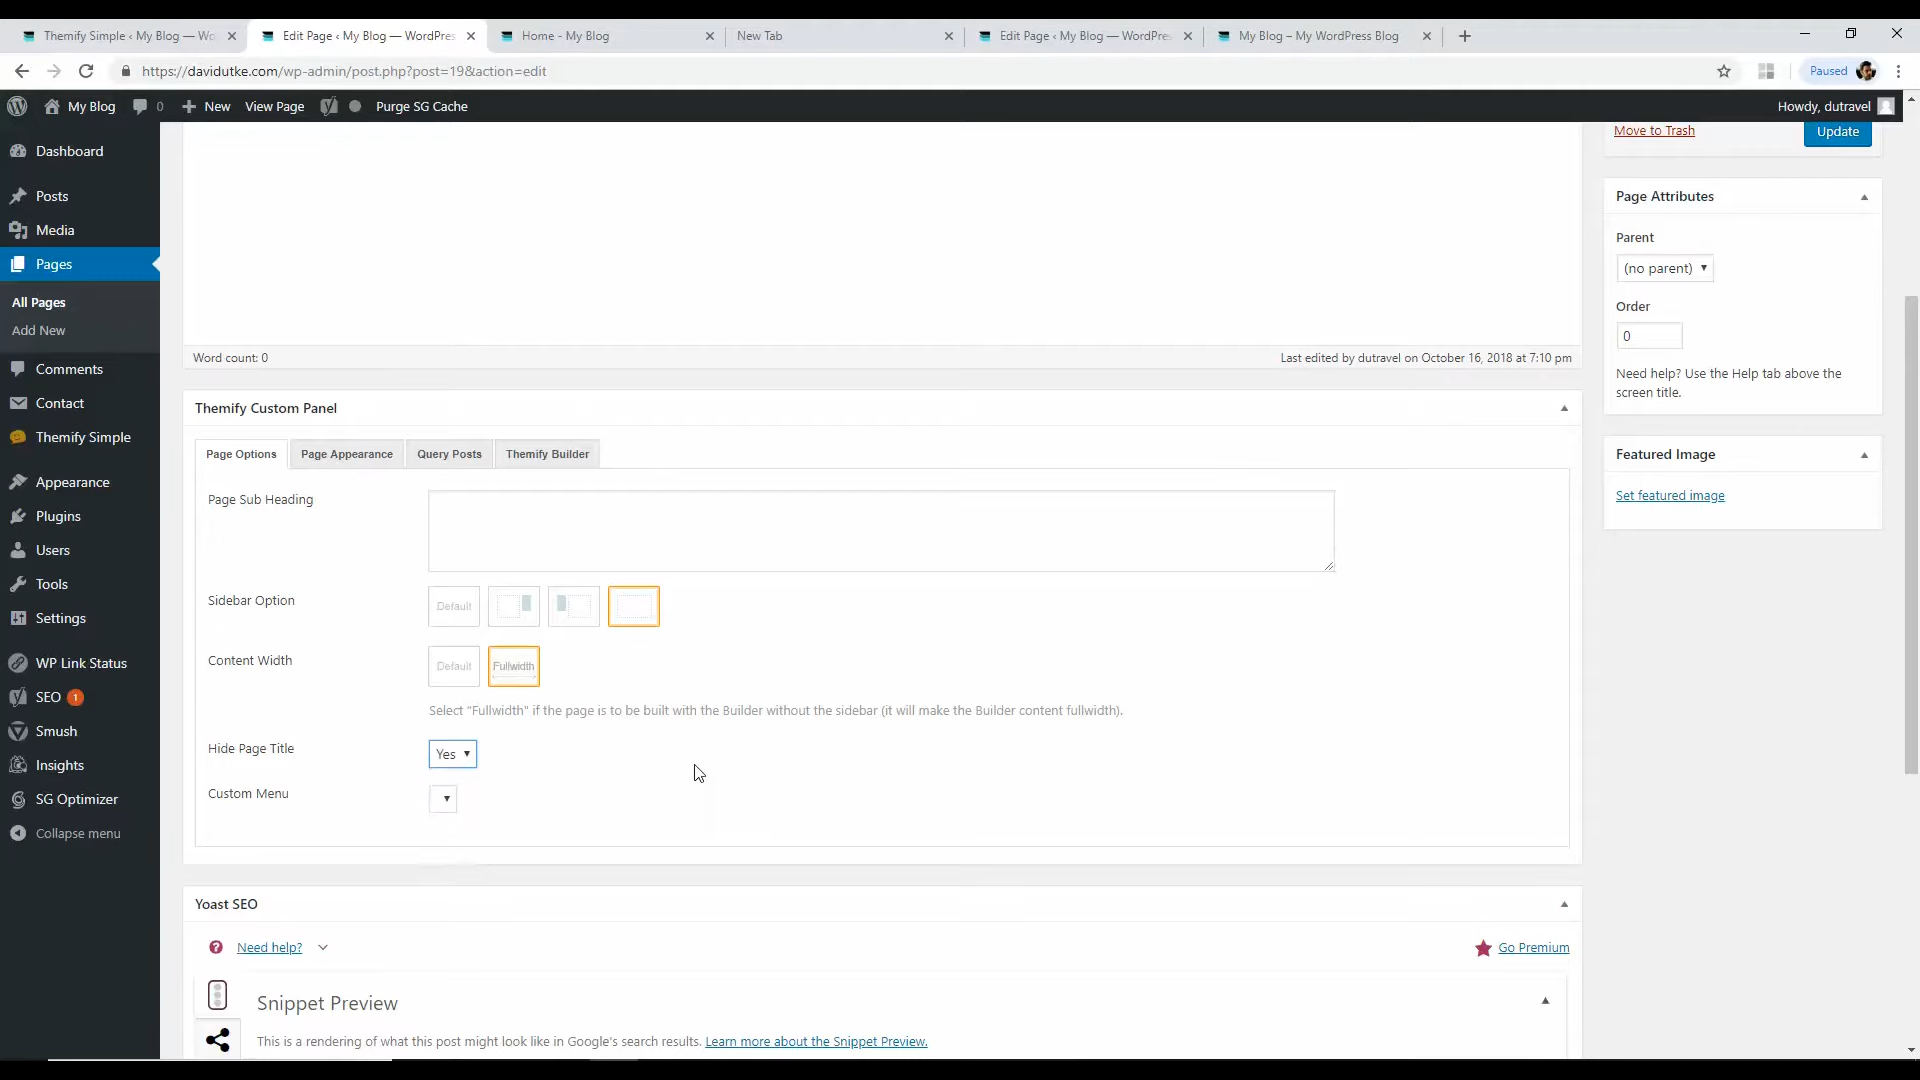 Themify Simple ‹ My Blog — Wo
Edit Page ‹ My Blog — WordPres
Home - My Blog
New Tab
Edit Page ‹ My Blog — WordPres
My Blog – My WordPress Blog
https://davidutke.com/wp-admin/post.php?post=19&action=edit
Paused
My Blog
0
New
View Page
Purge SG Cache
Howdy, dutravel
Dashboard
Posts
Media
Pages
All Pages
Add New
Comments
Contact
Themify Simple
Appearance
Plugins
Users
Tools
Settings
WP Link Status
SEO 1
Smush
Insights
SG Optimizer
Collapse menu
Word count: 0
Last edited by dutravel on October 16, 2018 at 7:10 pm
Themify Custom Panel
Page Options
Page Appearance
Query Posts
Themify Builder
Page Sub Heading
Sidebar Option
Default
Content Width
Default
Fullwidth
Select "Fullwidth" if the page is to be built with the Builder without the sidebar (it will make the Builder content fullwidth).
Hide Page Title
Yes
Custom Menu
Yoast SEO
Need help?
Go Premium
Snippet Preview
This is a rendering of what this post might look like in Google's search results. Learn more about the Snippet Preview.
Move to Trash
Update
Page Attributes
Parent
(no parent)
Order
0
Need help? Use the Help tab above the
screen title.
Featured Image
Set featured image